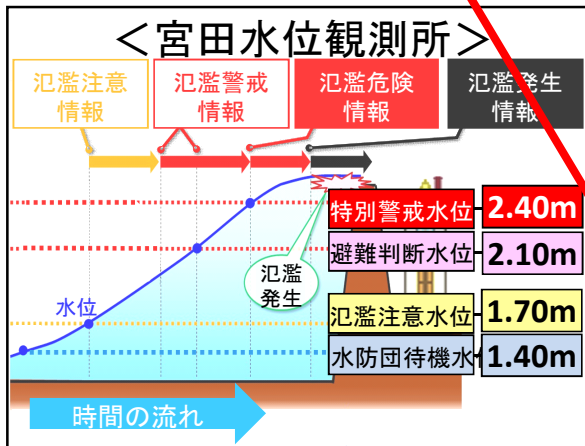 ＜宮田水位観測所＞
氾濫注意
情報
氾濫警戒
情報
氾濫危険
情報
氾濫発生
情報
特別警戒水位 2.40m
避難判断水位 2.10m
氾濫
発生
水位
氾濫注意水位 1.70m
水防団待機水 1.40m
時間の流れ